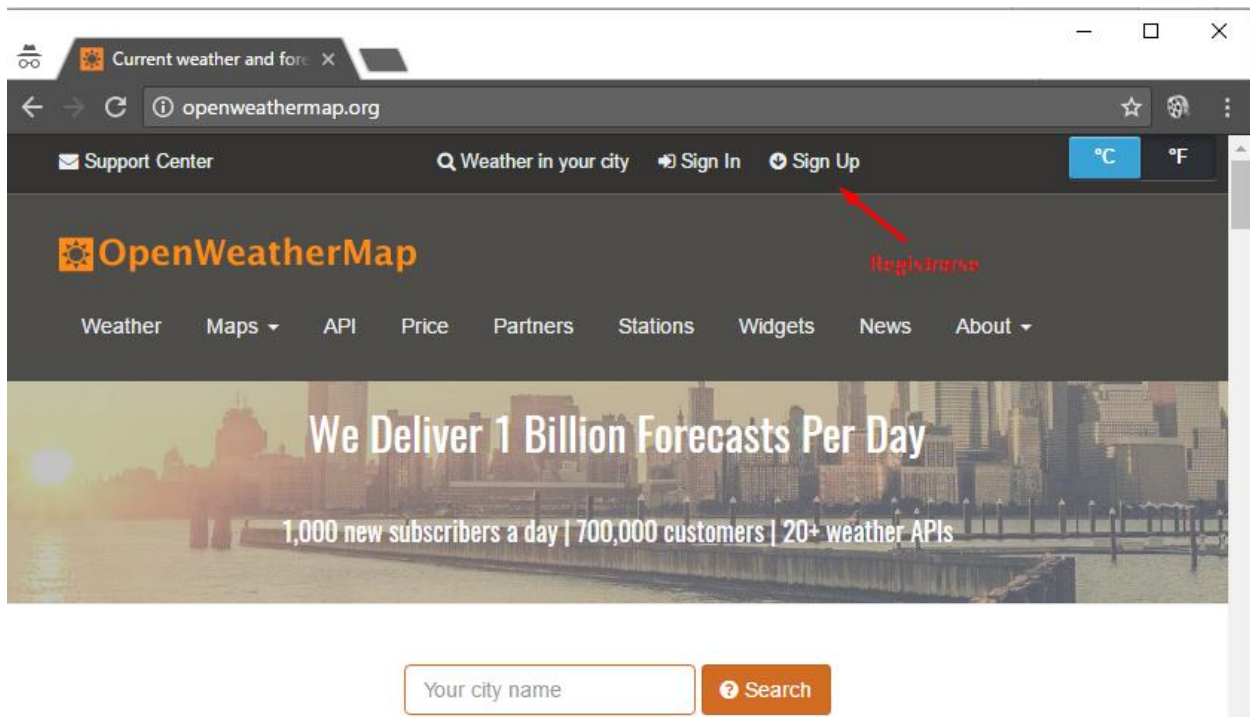 Current weather and fore
openweathermap.org
Support Center Weather in your city Sign In Sign Up °C °F
OpenWeatherMap
Registrarse
Weather Maps API Price Partners Stations Widgets News About
We Deliver 1 Billion Forecasts Per Day
1,000 new subscribers a day | 700,000 customers | 20+ weather APIs
Your city name Search